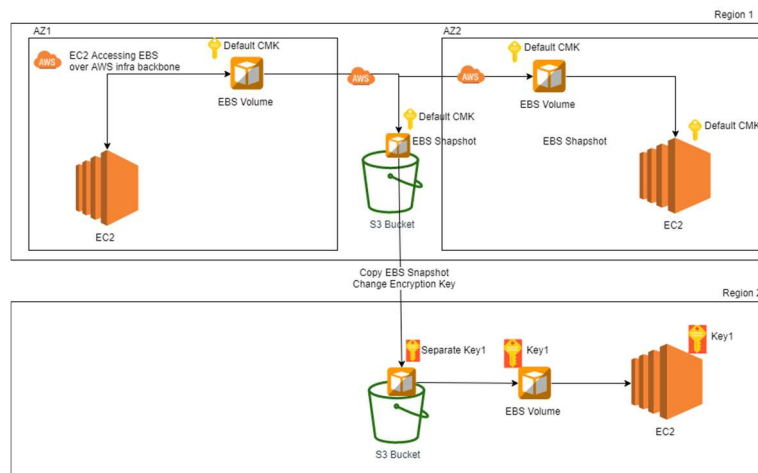 Region 1
AZ1
AZ2
EC2 Accessing EBS
over AWS infra backbone
AWS
Default CMK
EBS Volume
AWS
AWS
Default CMK
EBS Volume
Default CMK
EBS Snapshot
EBS Snapshot
Default CMK
EC2
S3 Bucket
EC2
Copy EBS Snapshot
Change Encryption Key
Region 2
Separate Key1
Key1
Key1
EBS Volume
EC2
S3 Bucket